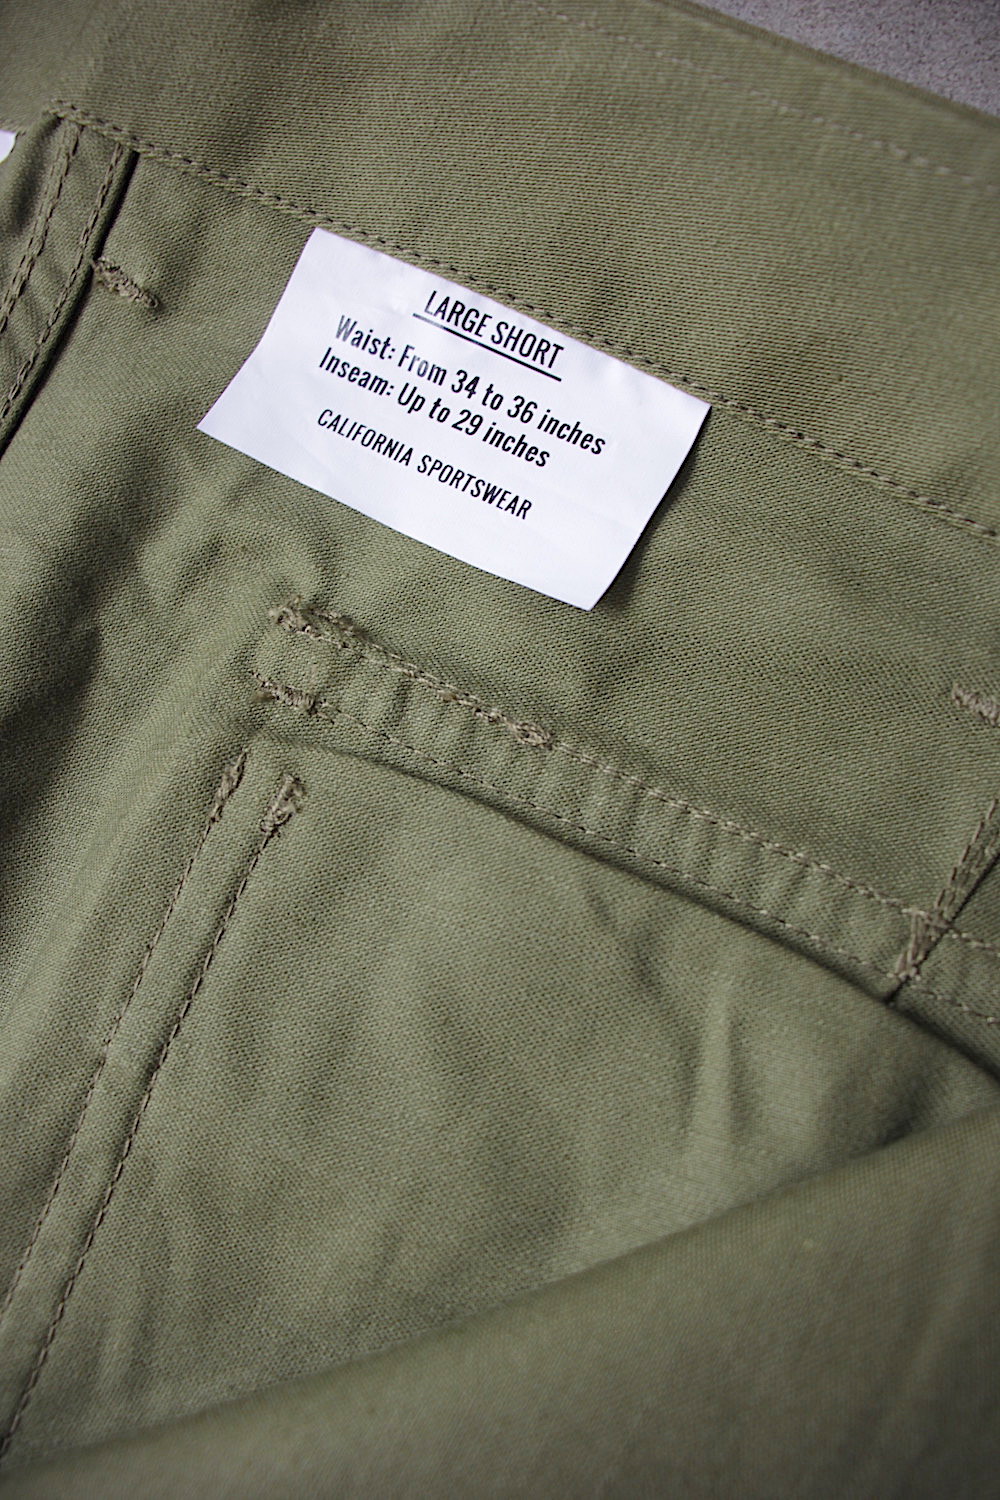 LARGE SHORT
Waist: From 34 to 36 inches
Inseam: Up to 29 inches
CALIFORNIA SPORTSWEAR